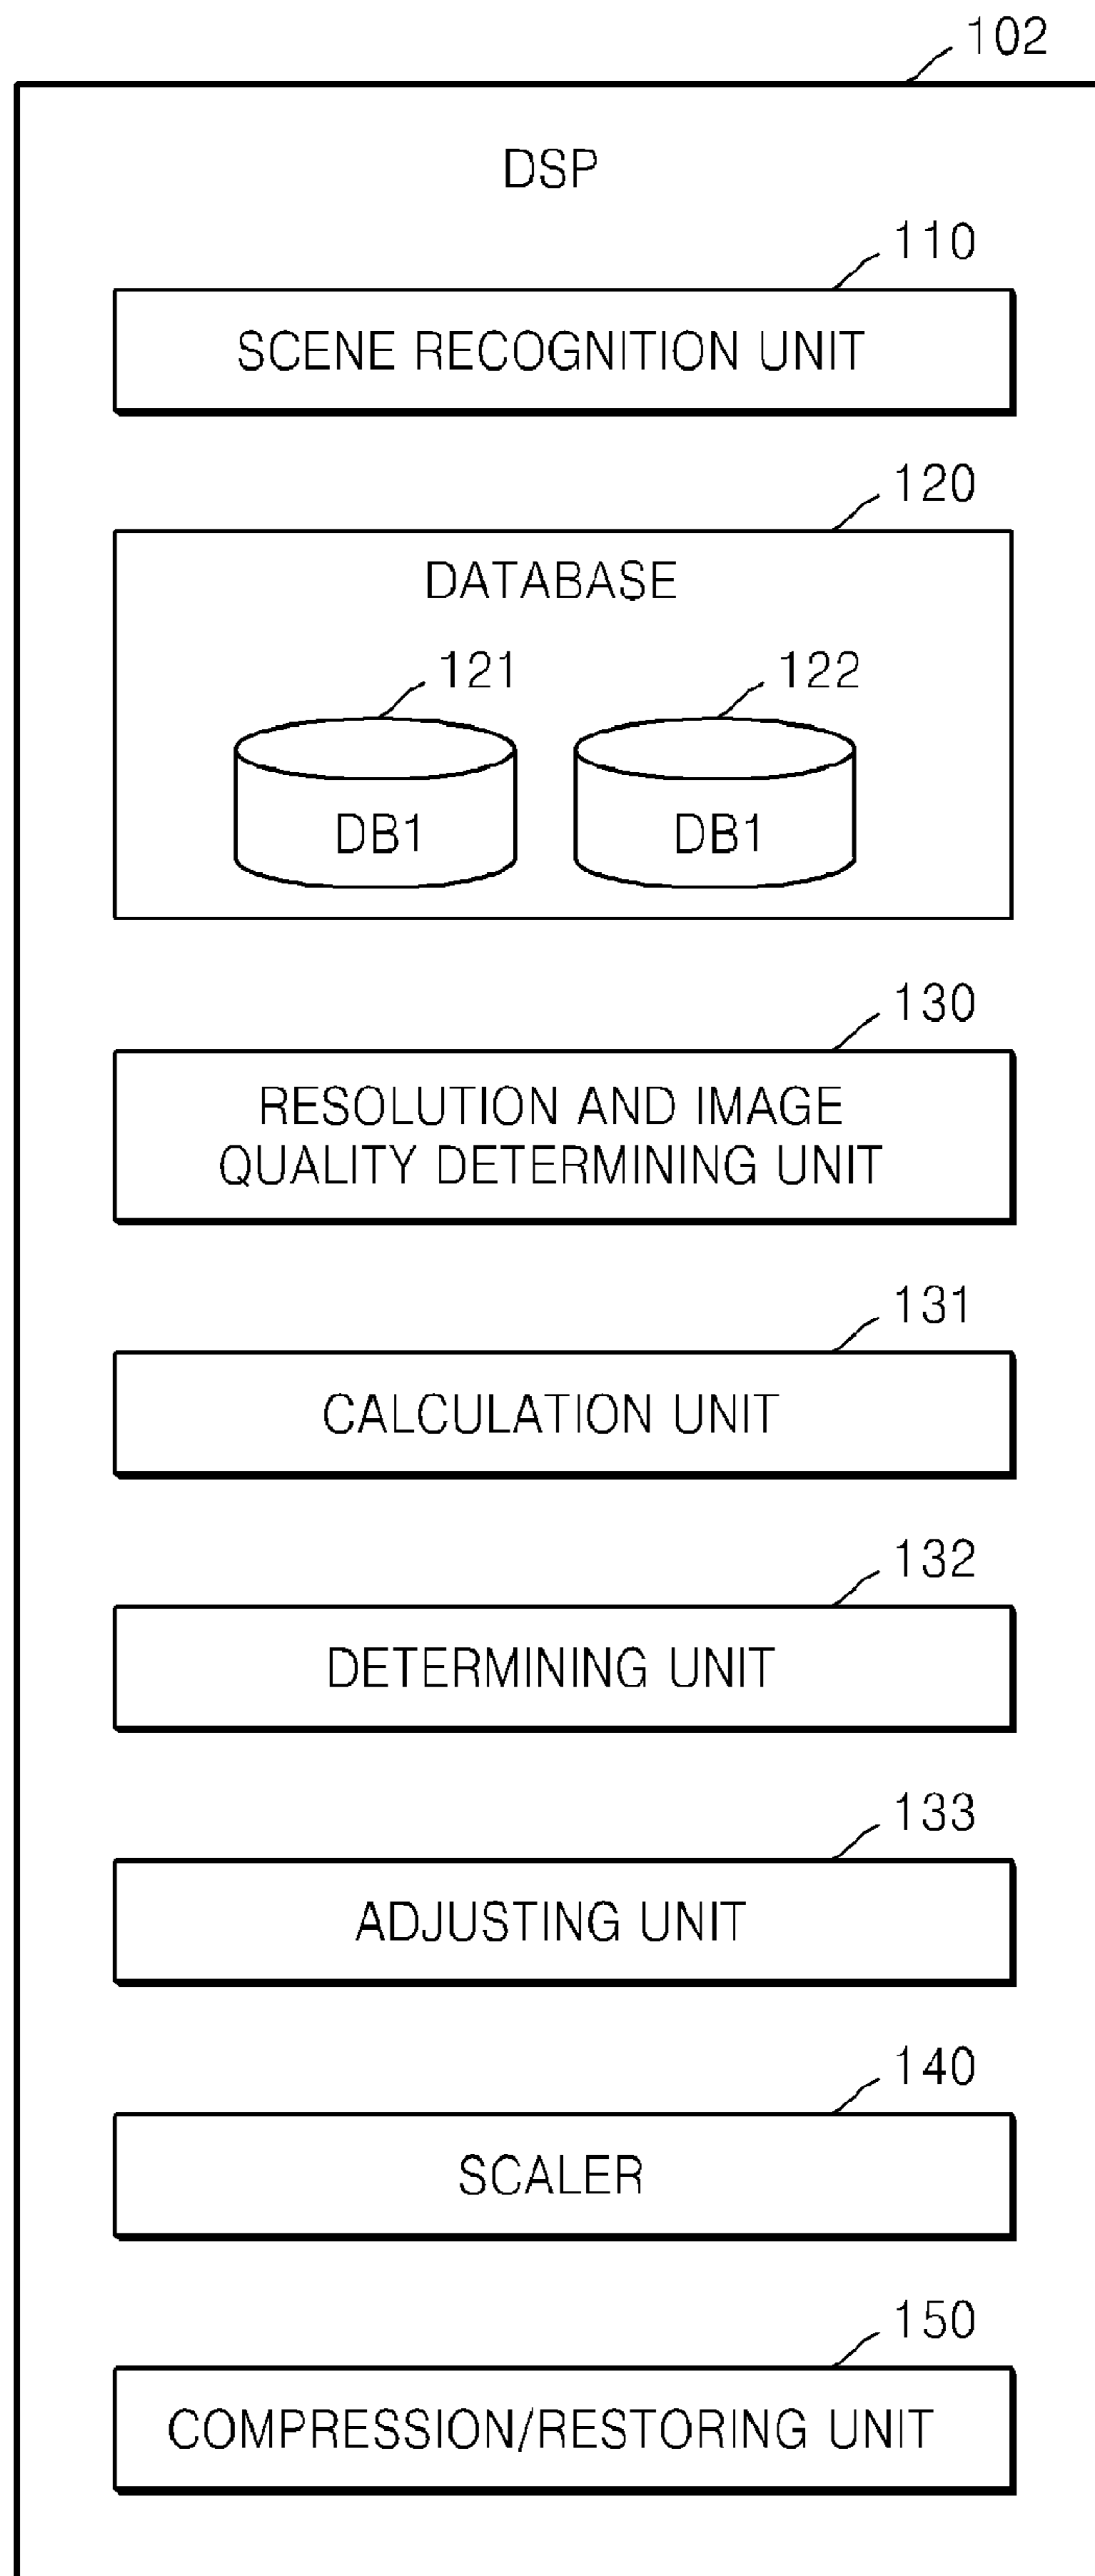 102
DSP
110
SCENE RECOGNITION UNIT
120
DATABASE
121
122
DB1
DB1
130
RESOLUTION AND IMAGE
QUALITY DETERMINING UNIT
131
CALCULATION UNIT
132
DETERMINING UNIT
133
ADJUSTING UNIT
140
SCALER
150
COMPRESSION/RESTORING UNIT